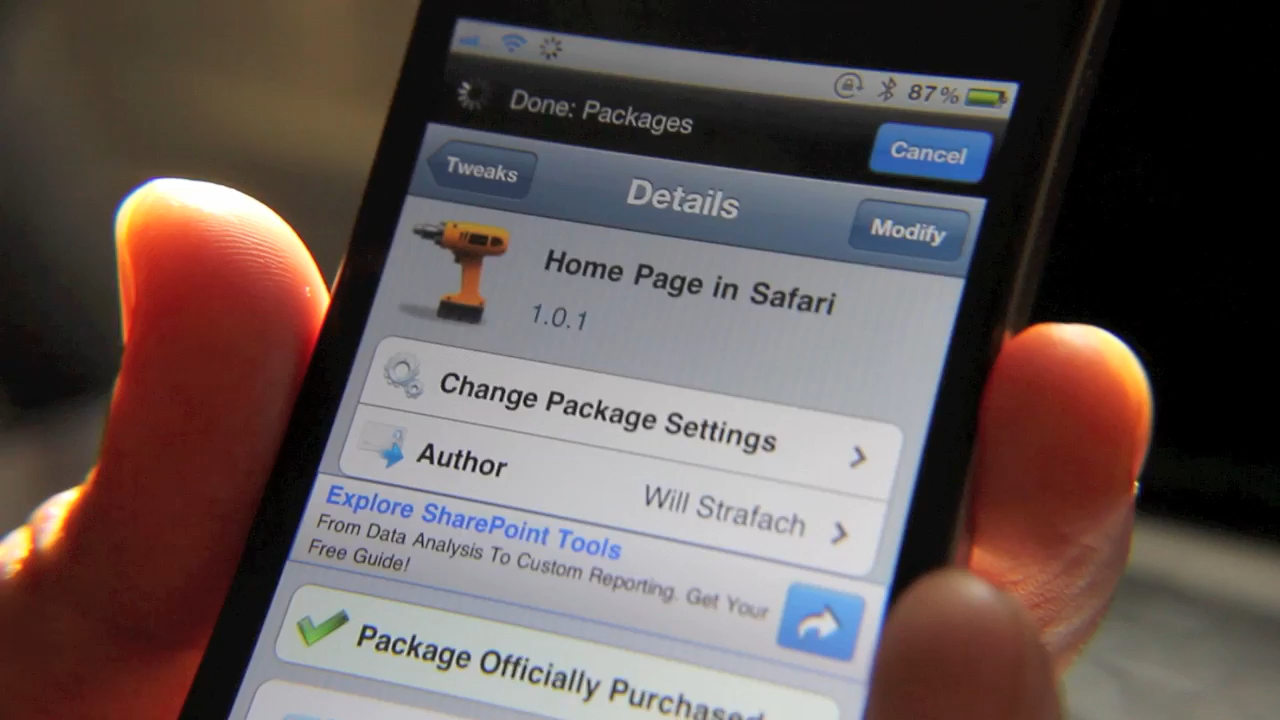 87%
Done: Packages
Cancel
Tweaks
Details
Modify
Home Page in Safari
1.0.1
Change Package Settings
Author
Will Strafach
Explore SharePoint Tools
From Data Analysis To Custom Reporting. Get Your
Free Guide!
Package Officially Purchased